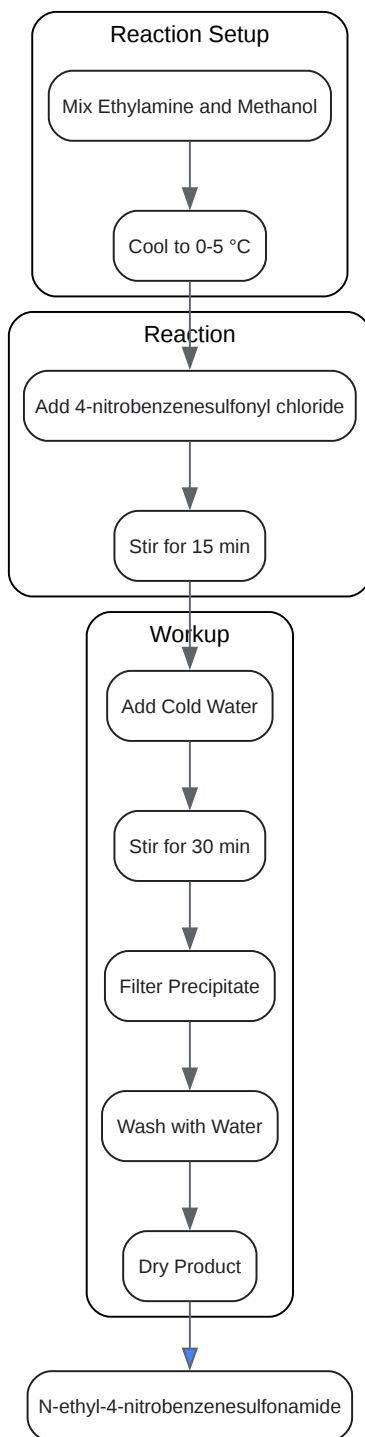 Reaction Setup
Mix Ethylamine and Methanol
Cool to 0-5 °C
Reaction
Add 4-nitrobenzenesulfonyl chloride
Stir for 15 min
Workup
Add Cold Water
Stir for 30 min
Filter Precipitate
Wash with Water
Dry Product
N-ethyl-4-nitrobenzenesulfonamide